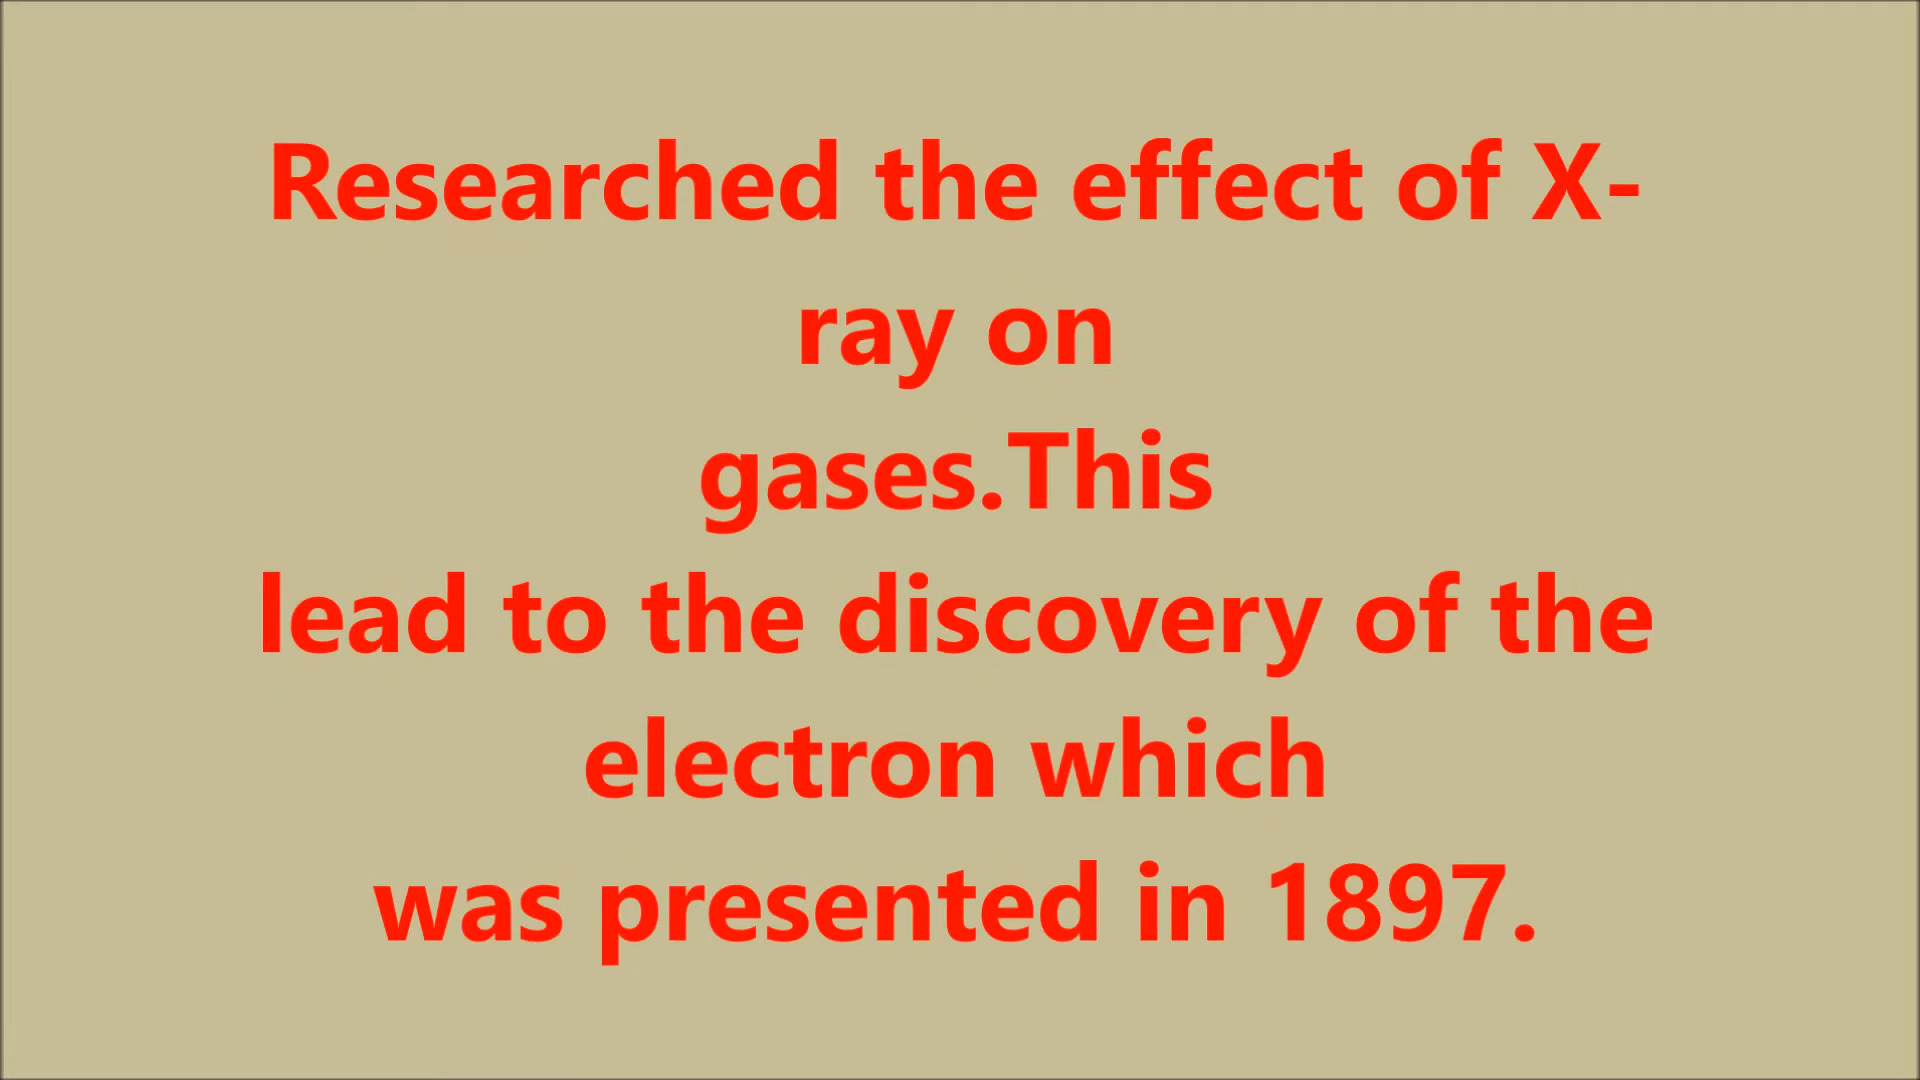 Researched the effect of X-
ray on
gases.This
lead to the discovery of the
electron which
was presented in 1897.